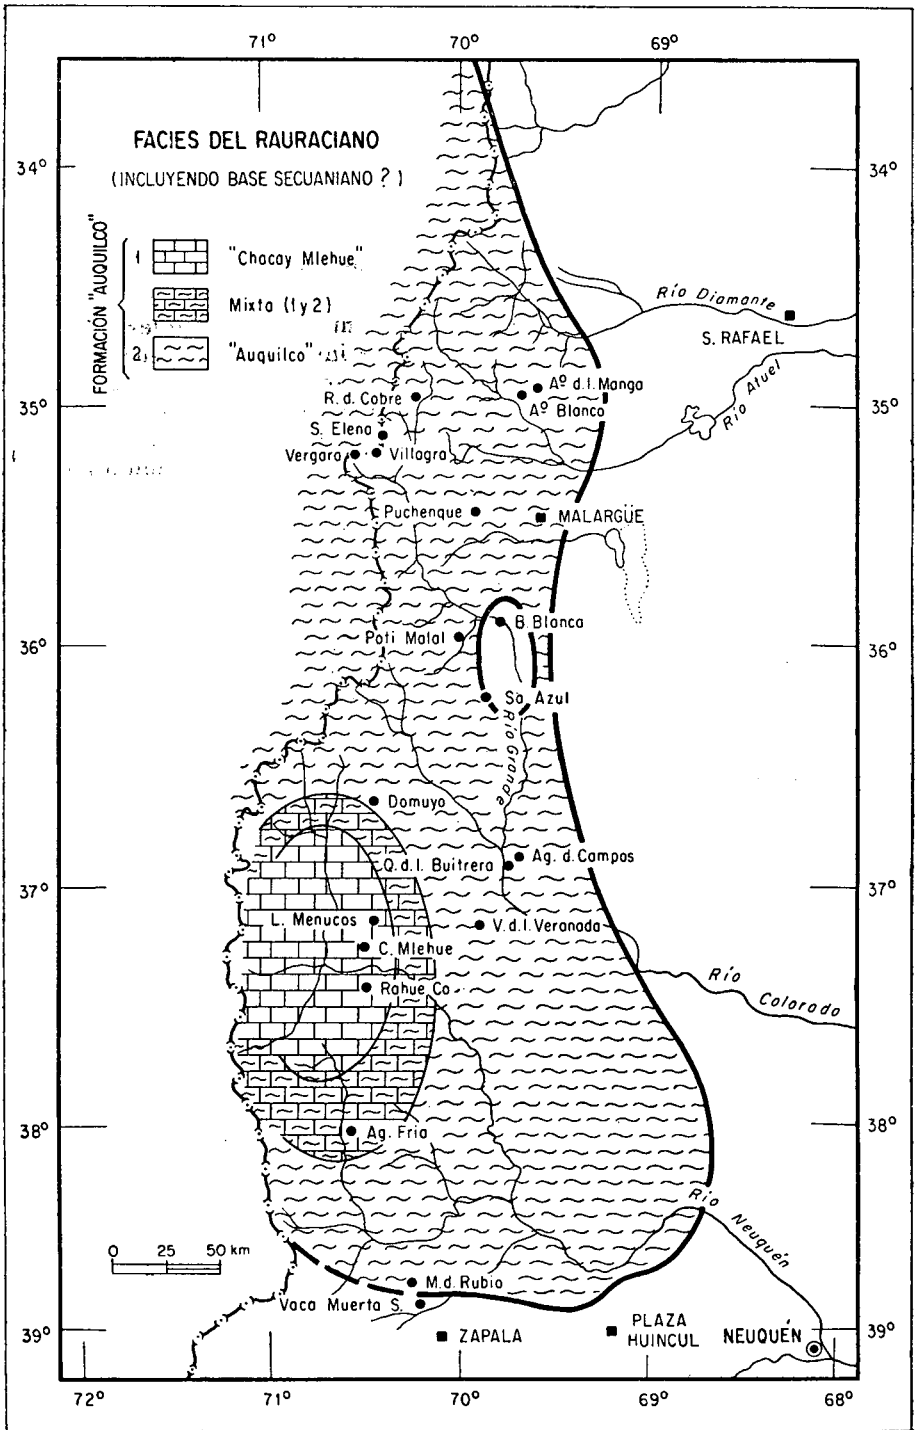 71° 70° 69°
FACIES DEL RAURACIANO
(INCLUYENDO BASE SECUANIANO ?)
34° 34°
FORMACIÓN "AUQUILCO"
1 "Chacay Mlehue"
Mixta (1 y 2)
2 "Auquilco"
Río Diamante
S. RAFAEL
Río Atuel
Aº d.l. Manga
R. d. Cobre
Aº Blanco
35° 35°
S. Elena
Vergara
Villagra
Puchenque
MALARGÜE
B. Blanca
Poti Malal
36° 36°
Sa. Azul
Río Grande
Domuyo
Ag. d. Campos
Q. d. l. Buitrera
37° 37°
L. Menucos
V. d. l. Veranada
C. Mlehue
Río Colorado
Rahue Co
38° 38°
Ag. Fria
Río Neuquén
0 25 50 km
M. d. Rubio
Vaca Muerta S.
39° 39°
ZAPALA
PLAZA
HUINCUL
NEUQUÉN
72° 71° 70° 69° 68°